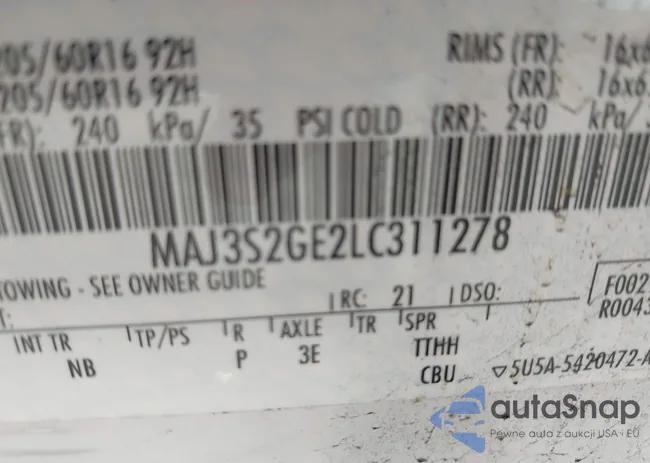 205/60R16 92H RIMS (FR): 16x6
205/60R16 92H (RR): 16x6
FR): 240 kPa/ 35 PSI COLD (RR): 240 kPa/
MAJ3S2GE2LC311278
TOWING - SEE OWNER GUIDE
RC: 21 DSO:
F002
R0043
INT TR TP/PS R AXLE TR SPR
NB P 3E TTHH
CBU ▽5U5A-5420472-A
autoSnap
Pewne auta z aukcji USA i EU